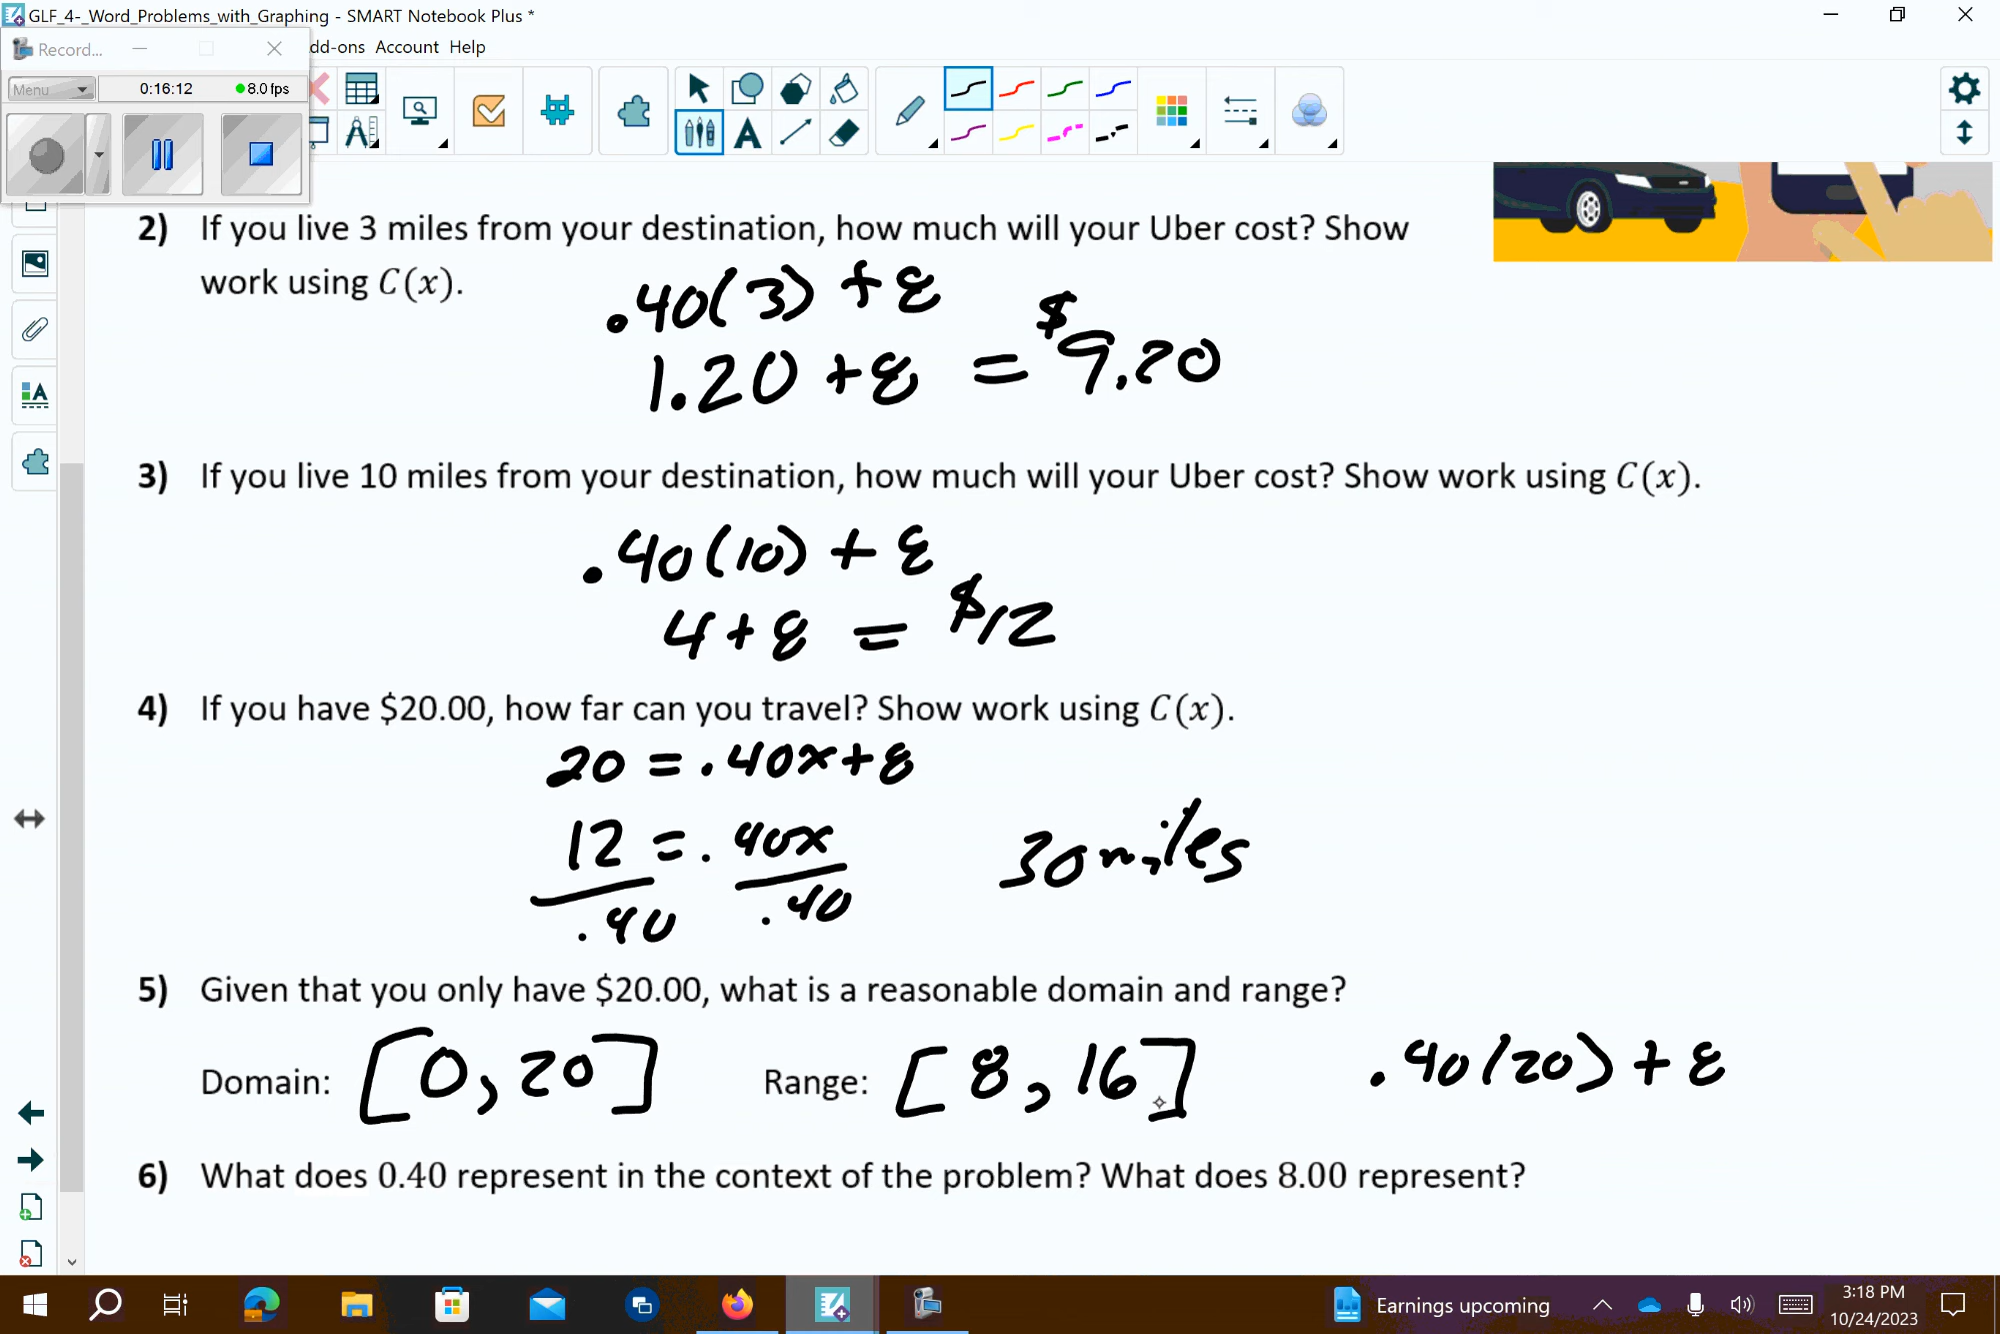 GLF_4-_Word_Problems_with_Graphing - SMART Notebook Plus *
Record...
dd-ons Account Help
Menu 0:16:12 8.0 fps
2) If you live 3 miles from your destination, how much will your Uber cost? Show
work using C(x).
.40(3) + 8
1.20 + 8 = $9.20
3) If you live 10 miles from your destination, how much will your Uber cost? Show work using C(x).
.40(10) + 8
4 + 8 = $12
4) If you have $20.00, how far can you travel? Show work using C(x).
20 = .40x + 8
12 = .40x
.40 .40
30 miles
5) Given that you only have $20.00, what is a reasonable domain and range?
Domain: [0, 20] Range: [8, 16] .40(20) + 8
6) What does 0.40 represent in the context of the problem? What does 8.00 represent?
Earnings upcoming
3:18 PM
10/24/2023